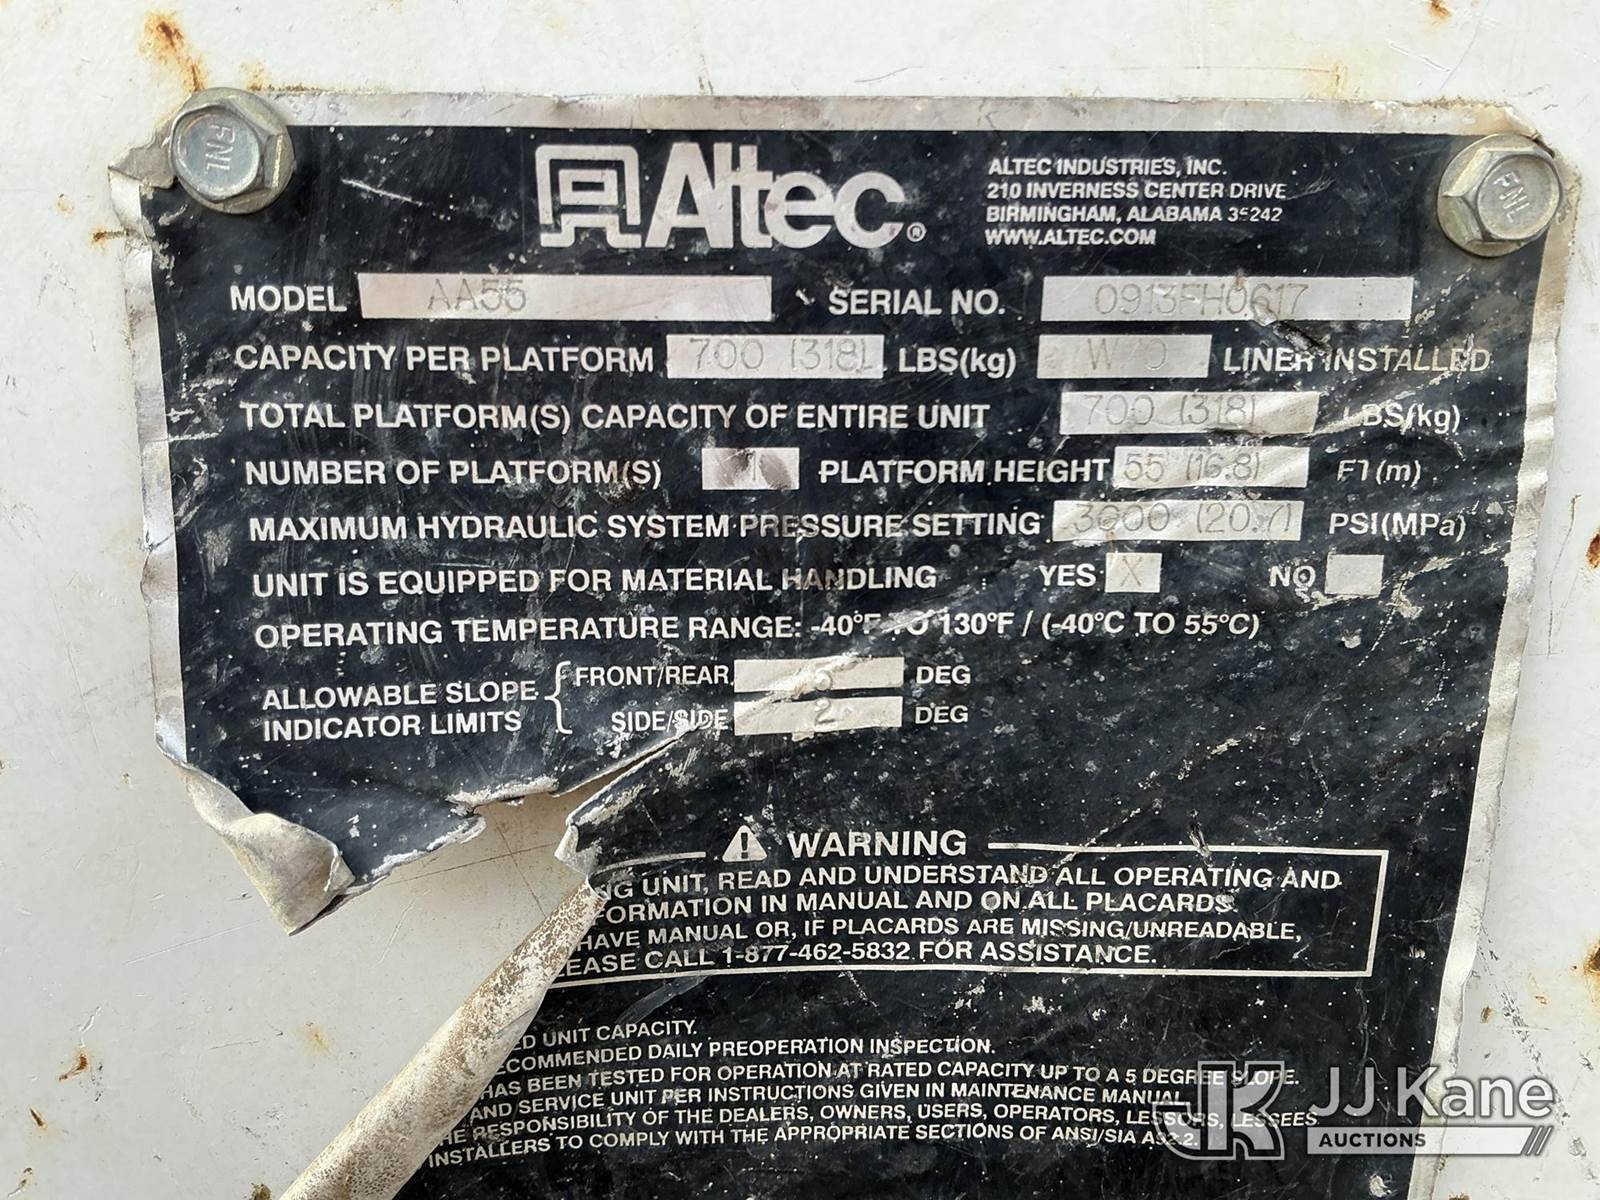 FNL
FNL
Altec®
ALTEC INDUSTRIES, INC.
210 INVERNESS CENTER DRIVE
BIRMINGHAM, ALABAMA 35242
WWW.ALTEC.COM
MODEL AA55 SERIAL NO. 0913FH0617
CAPACITY PER PLATFORM 700 (318) LBS(kg) W/O LINER INSTALLED
TOTAL PLATFORM(S) CAPACITY OF ENTIRE UNIT 700 (318) LBS(kg)
NUMBER OF PLATFORM(S) 1 PLATFORM HEIGHT 55 (16.8) FT(m)
MAXIMUM HYDRAULIC SYSTEM PRESSURE SETTING 3000 (20.7) PSI(MPa)
UNIT IS EQUIPPED FOR MATERIAL HANDLING YES X NO
OPERATING TEMPERATURE RANGE: -40°F TO 130°F / (-40°C TO 55°C)
ALLOWABLE SLOPE INDICATOR LIMITS { FRONT/REAR 5 DEG
SIDE/SIDE 2 DEG
⚠ WARNING
NG UNIT, READ AND UNDERSTAND ALL OPERATING AND
FORMATION IN MANUAL AND ON ALL PLACARDS.
HAVE MANUAL OR, IF PLACARDS ARE MISSING/UNREADABLE,
EASE CALL 1-877-462-5832 FOR ASSISTANCE.
ED UNIT CAPACITY.
ECOMMENDED DAILY PREOPERATION INSPECTION.
HAS BEEN TESTED FOR OPERATION AT RATED CAPACITY UP TO A 5 DEGREE SLOPE.
AND SERVICE UNIT PER INSTRUCTIONS GIVEN IN MAINTENANCE MANUAL.
HE RESPONSIBILITY OF THE DEALERS, OWNERS, USERS, OPERATORS, LESSORS, LESSEES
INSTALLERS TO COMPLY WITH THE APPROPRIATE SECTIONS OF ANSI/SIA A92.2.
JK JJ Kane
AUCTIONS